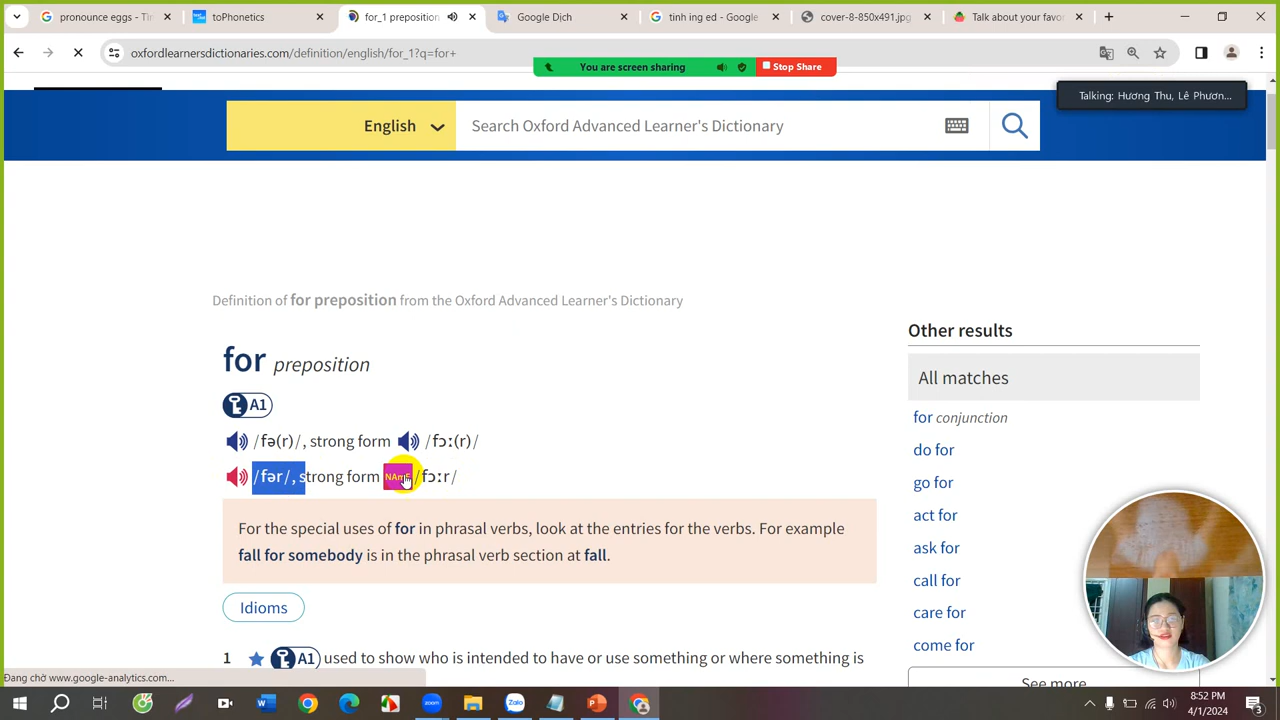 pronounce eggs - Tìr
toPhonetics
for_1 preposition
Google Dịch
tinh ing ed - Google
cover-8-850x491.jpg
Talk about your favor
oxfordlearnersdictionaries.com/definition/english/for_1?q=for+
You are screen sharing
Stop Share
Talking: Hương Thu, Lê Phươn...
English
Search Oxford Advanced Learner's Dictionary
Definition of for preposition from the Oxford Advanced Learner's Dictionary
for preposition
A1
/fə(r)/, strong form /fɔː(r)/
/fər/, strong form NAME /fɔːr/
For the special uses of for in phrasal verbs, look at the entries for the verbs. For example
fall for somebody is in the phrasal verb section at fall.
Idioms
1 A1 used to show who is intended to have or use something or where something is
Other results
All matches
for conjunction
do for
go for
act for
ask for
call for
care for
come for
See more
Đang chờ www.google-analytics.com...
8:52 PM
4/1/2024
3